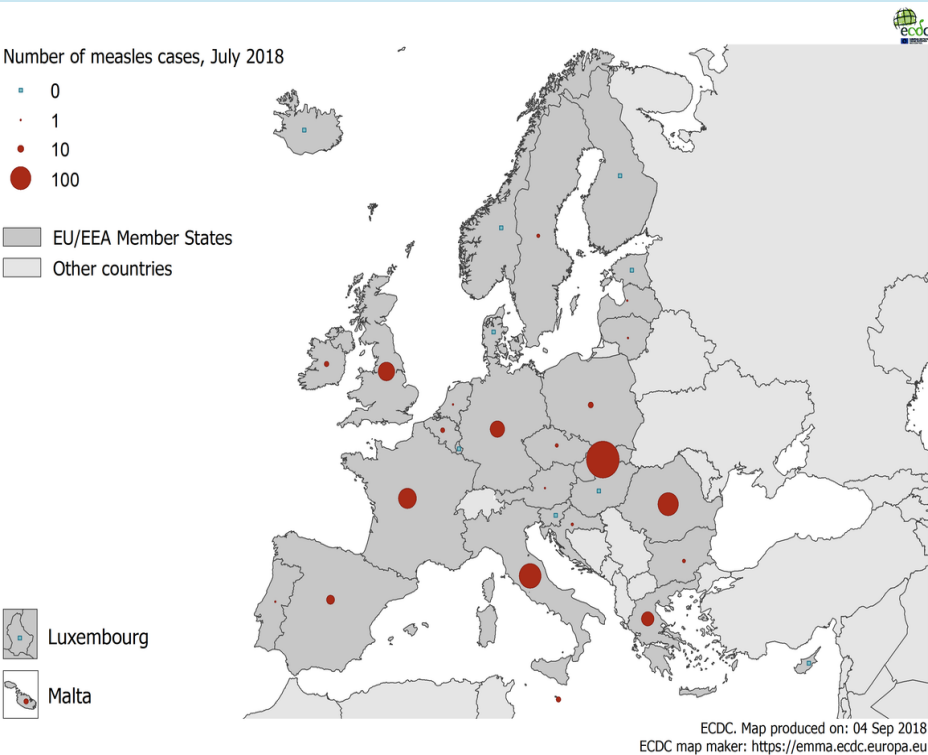 ecdc
Number of measles cases, July 2018
0
1
10
100
EU/EEA Member States
Other countries
Luxembourg
Malta
ECDC. Map produced on: 04 Sep 2018
ECDC map maker: https://emma.ecdc.europa.eu